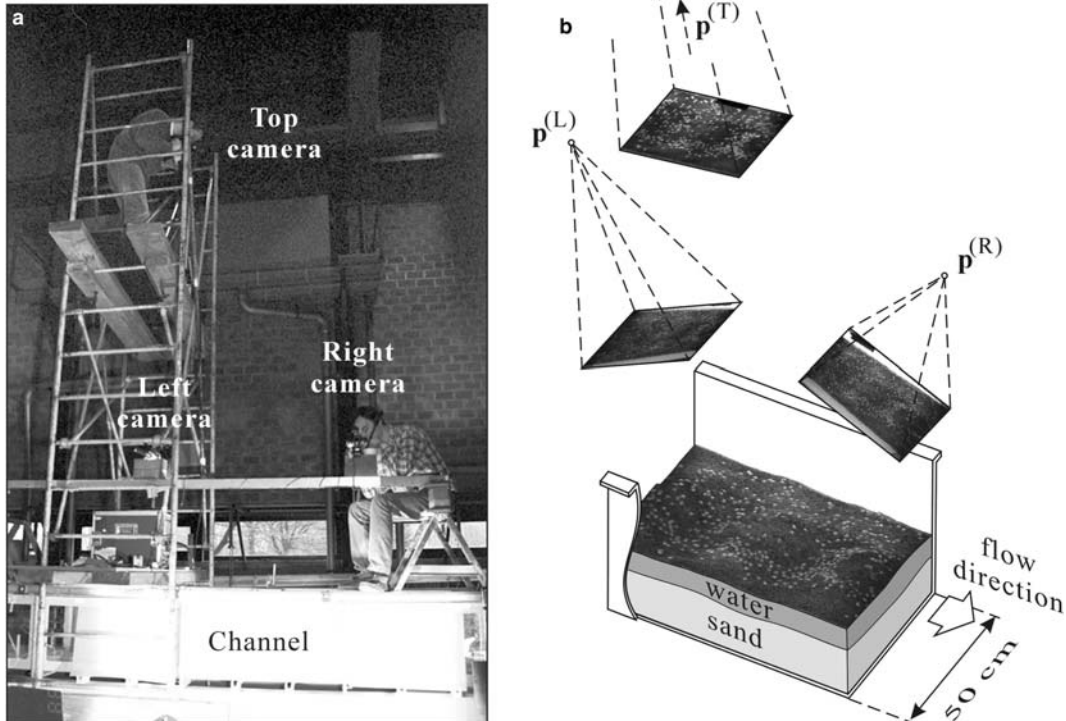 a
Top
camera
Left
camera
Right
camera
Channel
b
p(T)
p(L)
p(R)
flow
direction
water
sand
50 cm